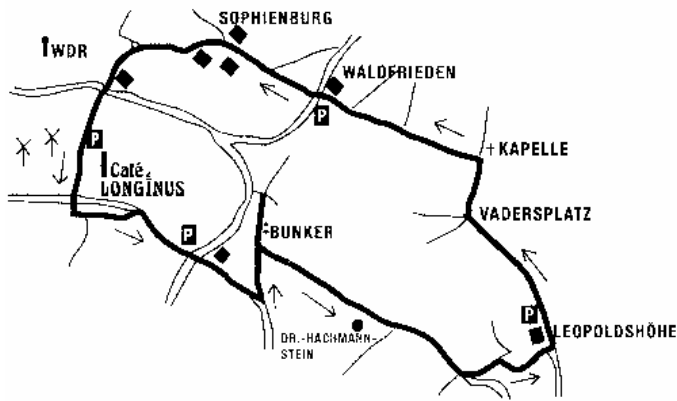 SOPHIENBURG
WDR
WALDFRIEDEN
P
KAPELLE
P
Café
LONGINUS
VADERSPLATZ
P
BUNKER
P
LEOPOLDSHÖHE
DR.-HACHMANN-
STEIN